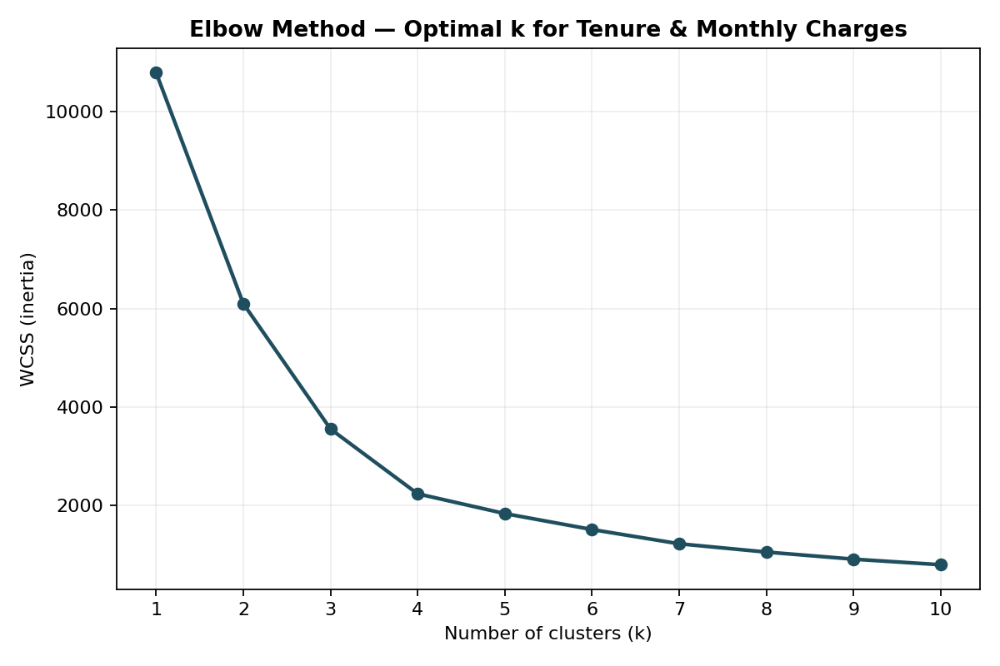 Elbow Method — Optimal k for Tenure & Monthly Charges
WCSS (inertia)
10000
8000
6000
4000
2000
1 2 3 4 5 6 7 8 9 10
Number of clusters (k)